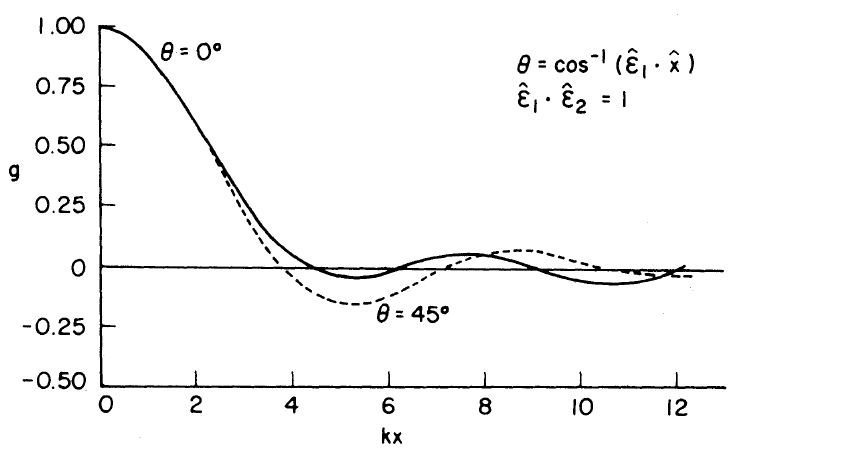 1.00
θ = 0°
θ = cos⁻¹ (ε̂₁ · x̂ )
0.75
ε̂₁ · ε̂₂ = 1
0.50
g
0.25
0
θ = 45°
-0.25
-0.50
0 2 4 6 8 10 12
kx